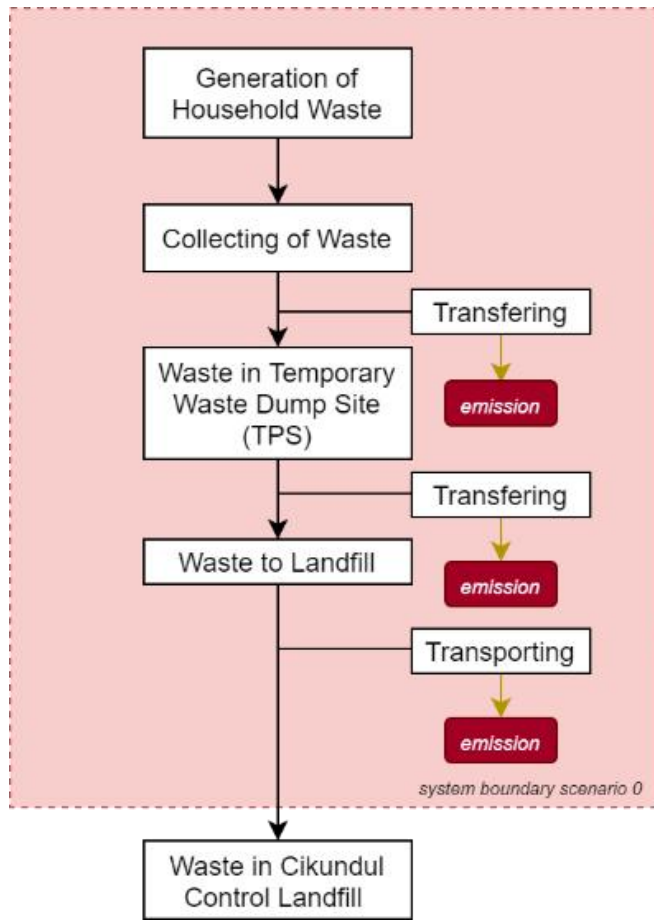 Generation of
Household Waste
Collecting of Waste
Transfering
emission
Waste in Temporary
Waste Dump Site
(TPS)
Transfering
emission
Waste to Landfill
Transporting
emission
system boundary scenario 0
Waste in Cikundul
Control Landfill